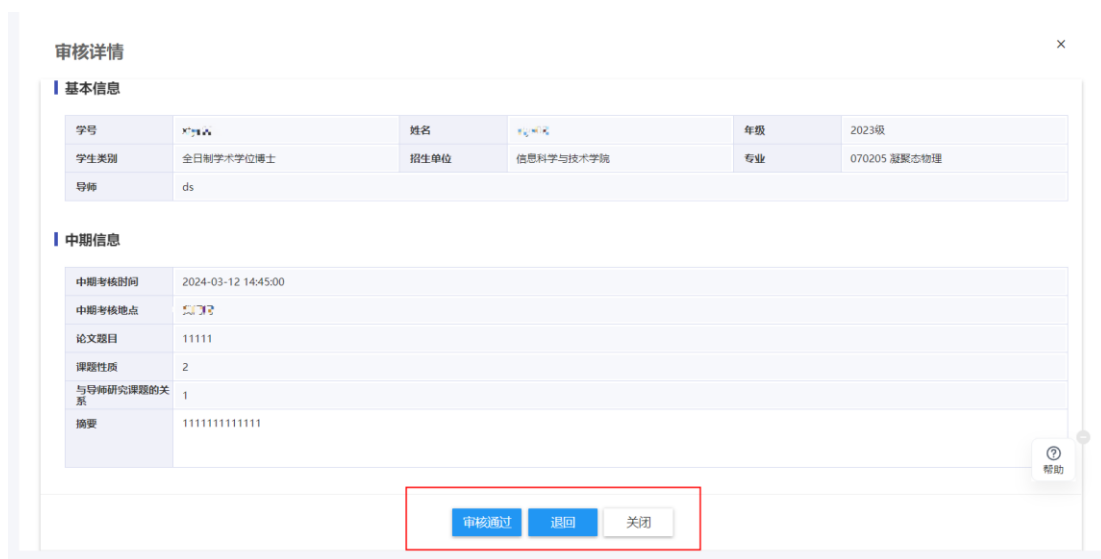 审核详情
×
基本信息
学号 姓名 年级 2023级
学生类别 全日制学术学位博士 招生单位 信息科学与技术学院 专业 070205 凝聚态物理
导师 ds
中期信息
中期考核时间 2024-03-12 14:45:00
中期考核地点
论文题目 11111
课题性质 2
与导师研究课题的关
系 1
摘要 1111111111111
帮助
审核通过 退回 关闭